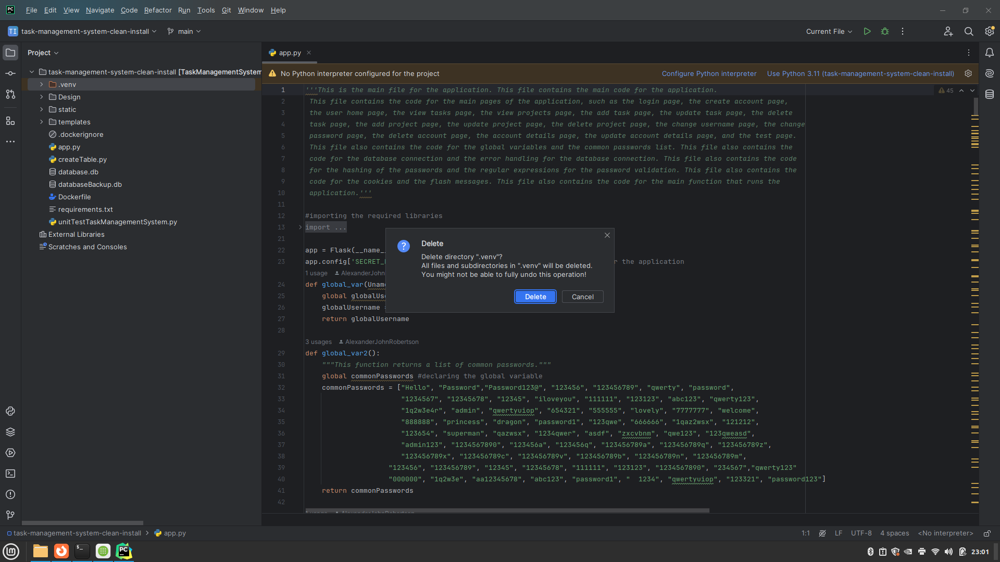 PC File Edit View Navigate Code Refactor Run Tools Git Window Help
TI task-management-system-clean-install main Current File
Project
app.py
task-management-system-clean-install [TaskManagementSystem
.venv
Design
static
templates
.dockerignore
app.py
createTable.py
database.db
databaseBackup.db
Dockerfile
requirements.txt
unitTestTaskManagementSystem.py
External Libraries
Scratches and Consoles
No Python interpreter configured for the project Configure Python interpreter Use Python 3.11 (task-management-system-clean-install)
45
1 '''This is the main file for the application. This file contains the main code for the application.
2 This file contains the code for the main pages of the application, such as the login page, the create account page,
3 the user home page, the view tasks page, the view projects page, the add task page, the update task page, the delete
4 task page, the add project page, the update project page, the delete project page, the change username page, the change
5 password page, the delete account page, the account details page, the update account details page, and the test page.
6 This file also contains the code for the global variables and the common passwords list. This file also contains the
7 code for the database connection and the error handling for the database connection. This file also contains the code
8 for the hashing of the passwords and the regular expressions for the password validation. This file also contains the
9 code for the cookies and the flash messages. This file also contains the code for the main function that runs the
10 application.'''
11
12 #importing the required libraries
13 import ...
21
22 app = Flask(__name_
23 app.config['SECRET_ r the application
1 usage AlexanderJohn
24 def global_var(Unam
25 global globalUs
26 globalUsername
27 return globalUsername
28
3 usages AlexanderJohnRobertson
29 def global_var2():
30 """This function returns a list of common passwords."""
31 global commonPasswords #declaring the global variable
32 commonPasswords = ["Hello", "Password","Password123@", "123456", "123456789", "qwerty", "password",
33 "1234567", "12345678", "12345", "iloveyou", "111111", "123123", "abc123", "qwerty123",
34 "1q2w3e4r", "admin", "qwertyuiop", "654321", "555555", "lovely", "7777777", "welcome",
35 "888888", "princess", "dragon", "password1", "123qwe", "666666", "1qaz2wsx", "121212",
36 "123654", "superman", "qazwsx", "1234qwer", "asdf", "zxcvbnm", "qwe123", "123qweasd",
37 "admin123", "1234567890", "123456a", "123456q", "123456789a", "123456789q", "123456789z",
38 "123456789x", "123456789c", "123456789v", "123456789b", "123456789n", "123456789m",
39 "123456", "123456789", "12345", "12345678", "111111", "123123", "1234567890", "234567","qwerty123"
40 "000000", "1q2w3e", "aa12345678", "abc123", "password1", " 1234", "qwertyuiop", "123321", "password123"]
41 return commonPasswords
42
1 usage AlexanderJohnRobertson
Delete
Delete directory ".venv"?
All files and subdirectories in ".venv" will be deleted.
You might not be able to fully undo this operation!
Delete Cancel
task-management-system-clean-install app.py 1:1 LF UTF-8 4 spaces <No interpreter>
PC 23:01